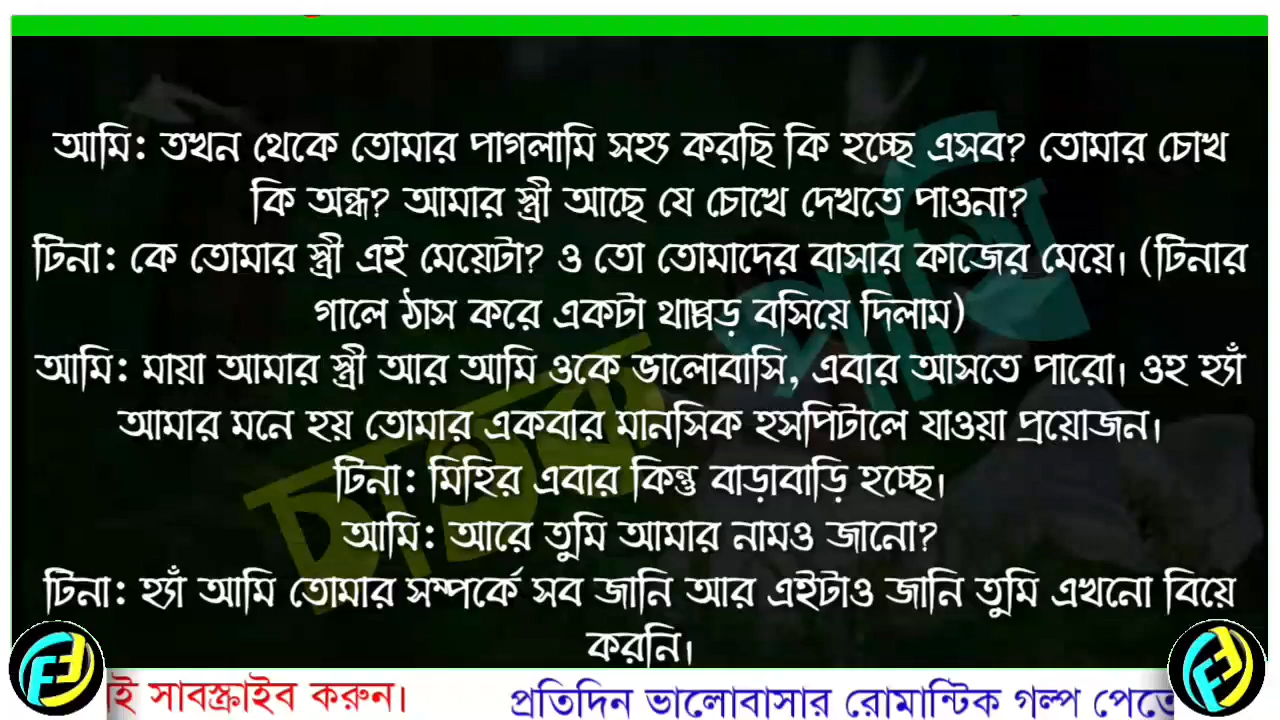 আমি: তখন থেকে তোমার পাগলামি সহ্য করছি কি হচ্ছে এসব? তোমার চোখ
কি অন্ধ? আমার স্ত্রী আছে যে চোখে দেখতে পাওনা?
টিনা: কে তোমার স্ত্রী এই মেয়েটা? ও তো তোমাদের বাসার কাজের মেয়ে। (টিনার
গালে ঠাস করে একটা থাপ্পড় বসিয়ে দিলাম)
আমি: মায়া আমার স্ত্রী আর আমি ওকে ভালোবাসি, এবার আসতে পারো। ওহ হ্যাঁ
আমার মনে হয় তোমার একবার মানসিক হসপিটালে যাওয়া প্রয়োজন।
টিনা: মিহির এবার কিন্তু বাড়াবাড়ি হচ্ছে।
আমি: আরে তুমি আমার নামও জানো?
টিনা: হ্যাঁ আমি তোমার সম্পর্কে সব জানি আর এইটাও জানি তুমি এখনো বিয়ে
করনি।
সাবস্ক্রাইব করুন। প্রতিদিন ভালোবাসার রোমান্টিক গল্প পেতে